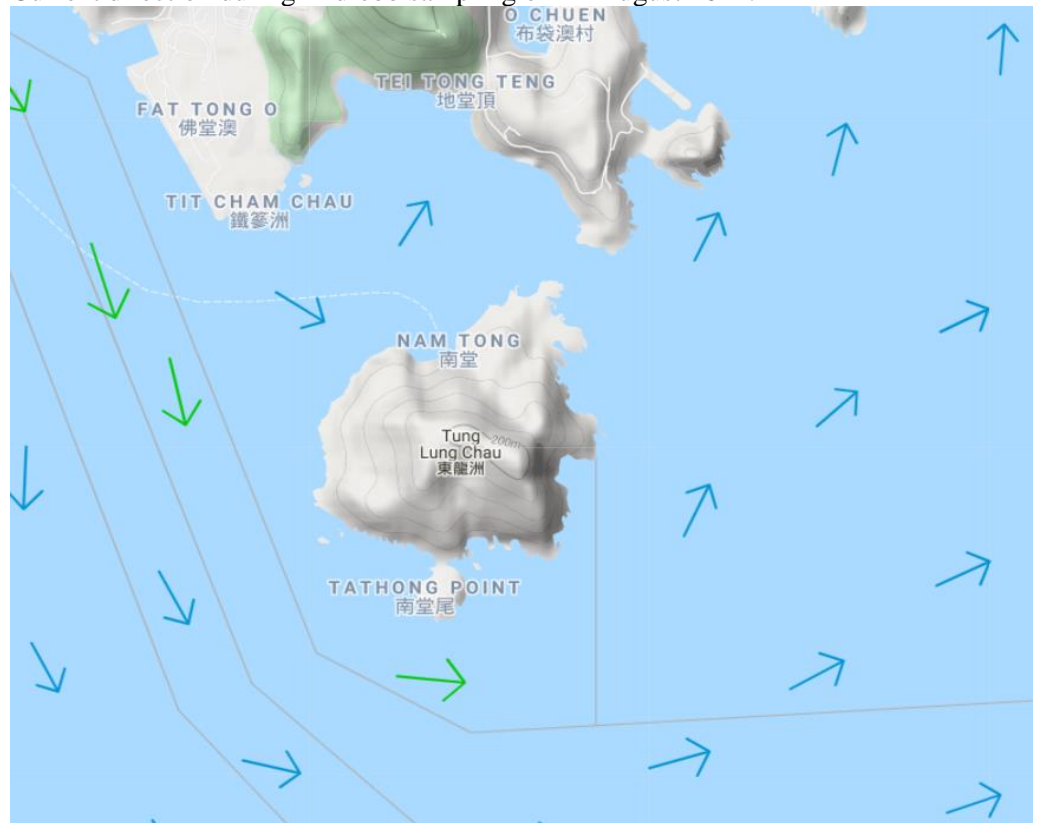 O CHUEN
布袋澳村
TEI TONG TENG
地堂頂
FAT TONG O
佛堂澳
TIT CHAM CHAU
鐵篸洲
NAM TONG
南堂
200m
Tung
Lung Chau
東龍洲
TATHONG POINT
南堂尾